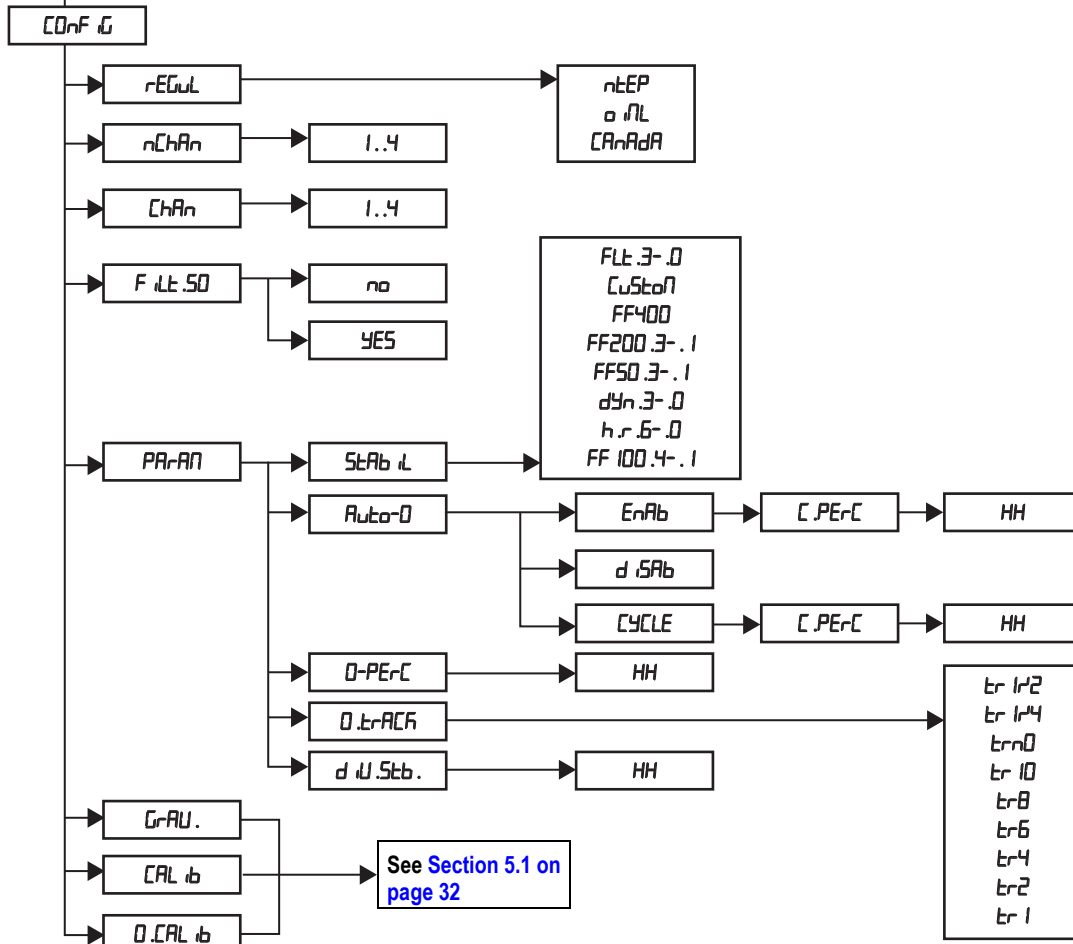 COnFiG
rEGuL
ntEP
oiML
CAnAdA
nChAn
1..4
ChAn
1..4
FiLt.50
no
YES
PArAM
StAbiL
FLt.3-.0
CuStoM
FF400
FF200.3-.1
FF50.3-.1
dYn.3-.0
h.r.6-.0
FF100.4-.1
Auto-0
EnAb
C.PErC
HH
diSAb
CYCLE
C.PErC
HH
0-PErC
HH
0.trACK
tr1/2
tr1/4
trn0
tr10
tr8
tr6
tr4
tr2
tr1
diU.Stb.
HH
GrAU.
CALib
0.CALib
See Section 5.1 on
page 32